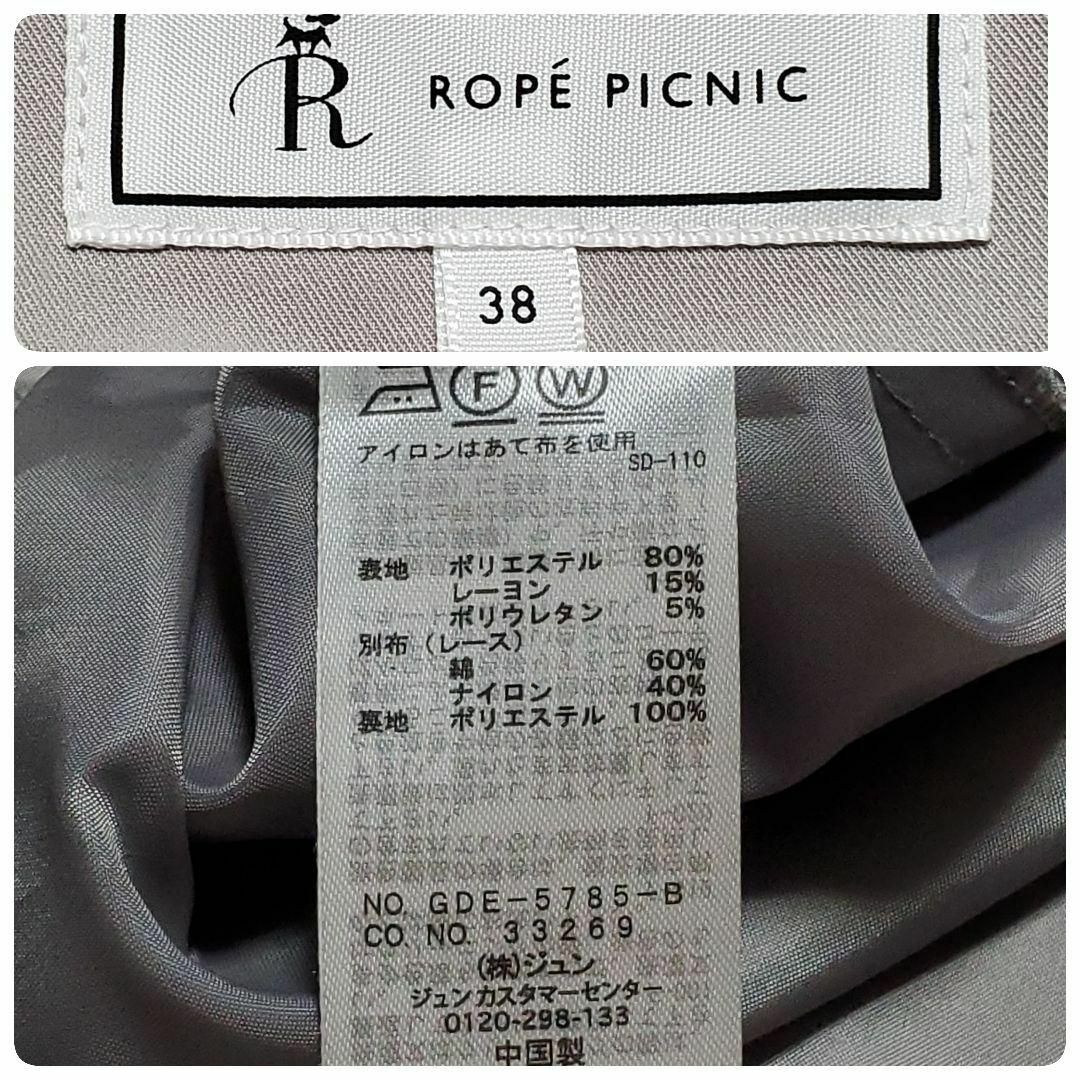 R ROPÉ PICNIC
38
F W
アイロンはあて布を使用
SD-110
表地 ポリエステル 80%
レーヨン 15%
ポリウレタン 5%
別布(レース)
綿 60%
ナイロン 40%
裏地 ポリエステル 100%
NO. GDE-5785-B
CO. NO. 33269
(株)ジュン
ジュンカスタマーセンター
0120-298-133
中国製